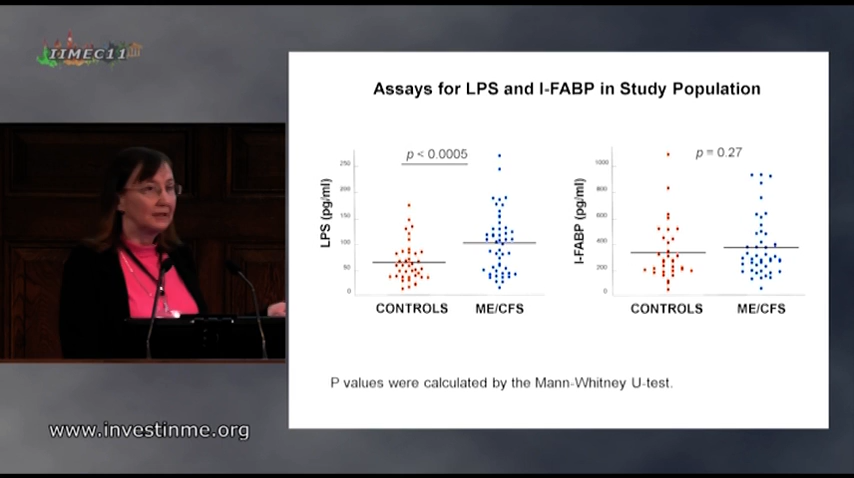 IIMEC11
Assays for LPS and I-FABP in Study Population
p < 0.0005
LPS (pg/ml)
250
200
150
100
50
0
CONTROLS ME/CFS
p = 0.27
I-FABP (pg/ml)
1000
800
600
400
200
0
CONTROLS ME/CFS
P values were calculated by the Mann-Whitney U-test.
www.investinme.org